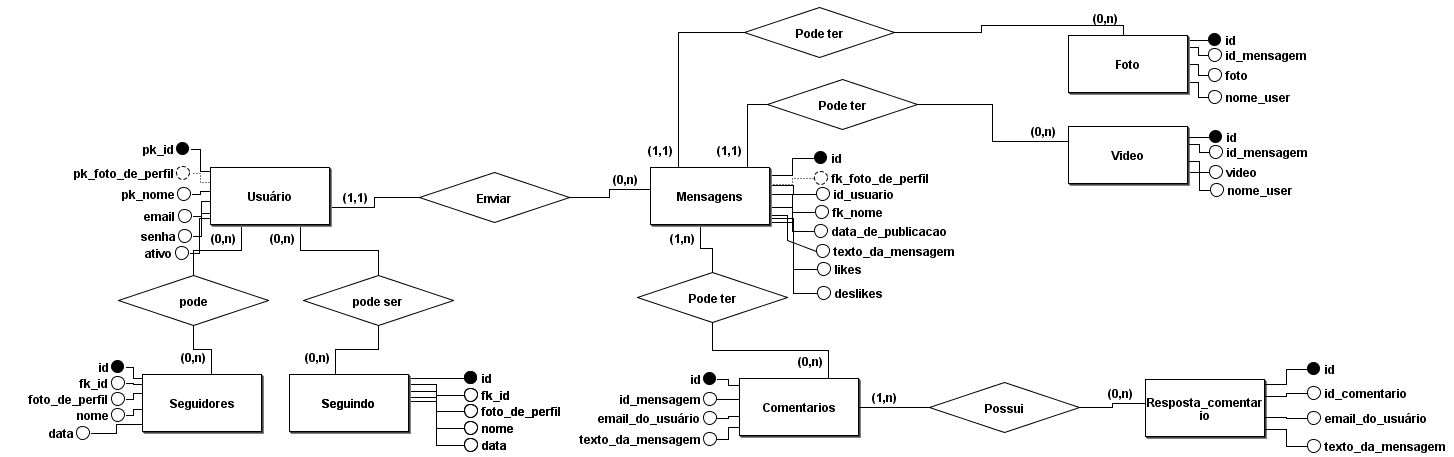 Pode ter
(0,n)
Foto
id
id_mensagem
foto
nome_user
Pode ter
(0,n)
Video
id
id_mensagem
video
nome_user
(1,1)
(1,1)
pk_id
pk_foto_de_perfil
pk_nome
email
senha
ativo
Usuário
(1,1)
Enviar
(0,n)
Mensagens
id
fk_foto_de_perfil
id_usuario
fk_nome
data_de_publicacao
texto_da_mensagem
likes
deslikes
(0,n)
(0,n)
(1,n)
pode
pode ser
Pode ter
(0,n)
(0,n)
(0,n)
id
fk_id
foto_de_perfil
nome
data
Seguidores
Seguindo
id
fk_id
foto_de_perfil
nome
data
id
id_mensagem
email_do_usuário
texto_da_mensagem
Comentarios
(1,n)
Possui
(0,n)
Resposta_comentar
io
id
id_comentario
email_do_usuário
texto_da_mensagem